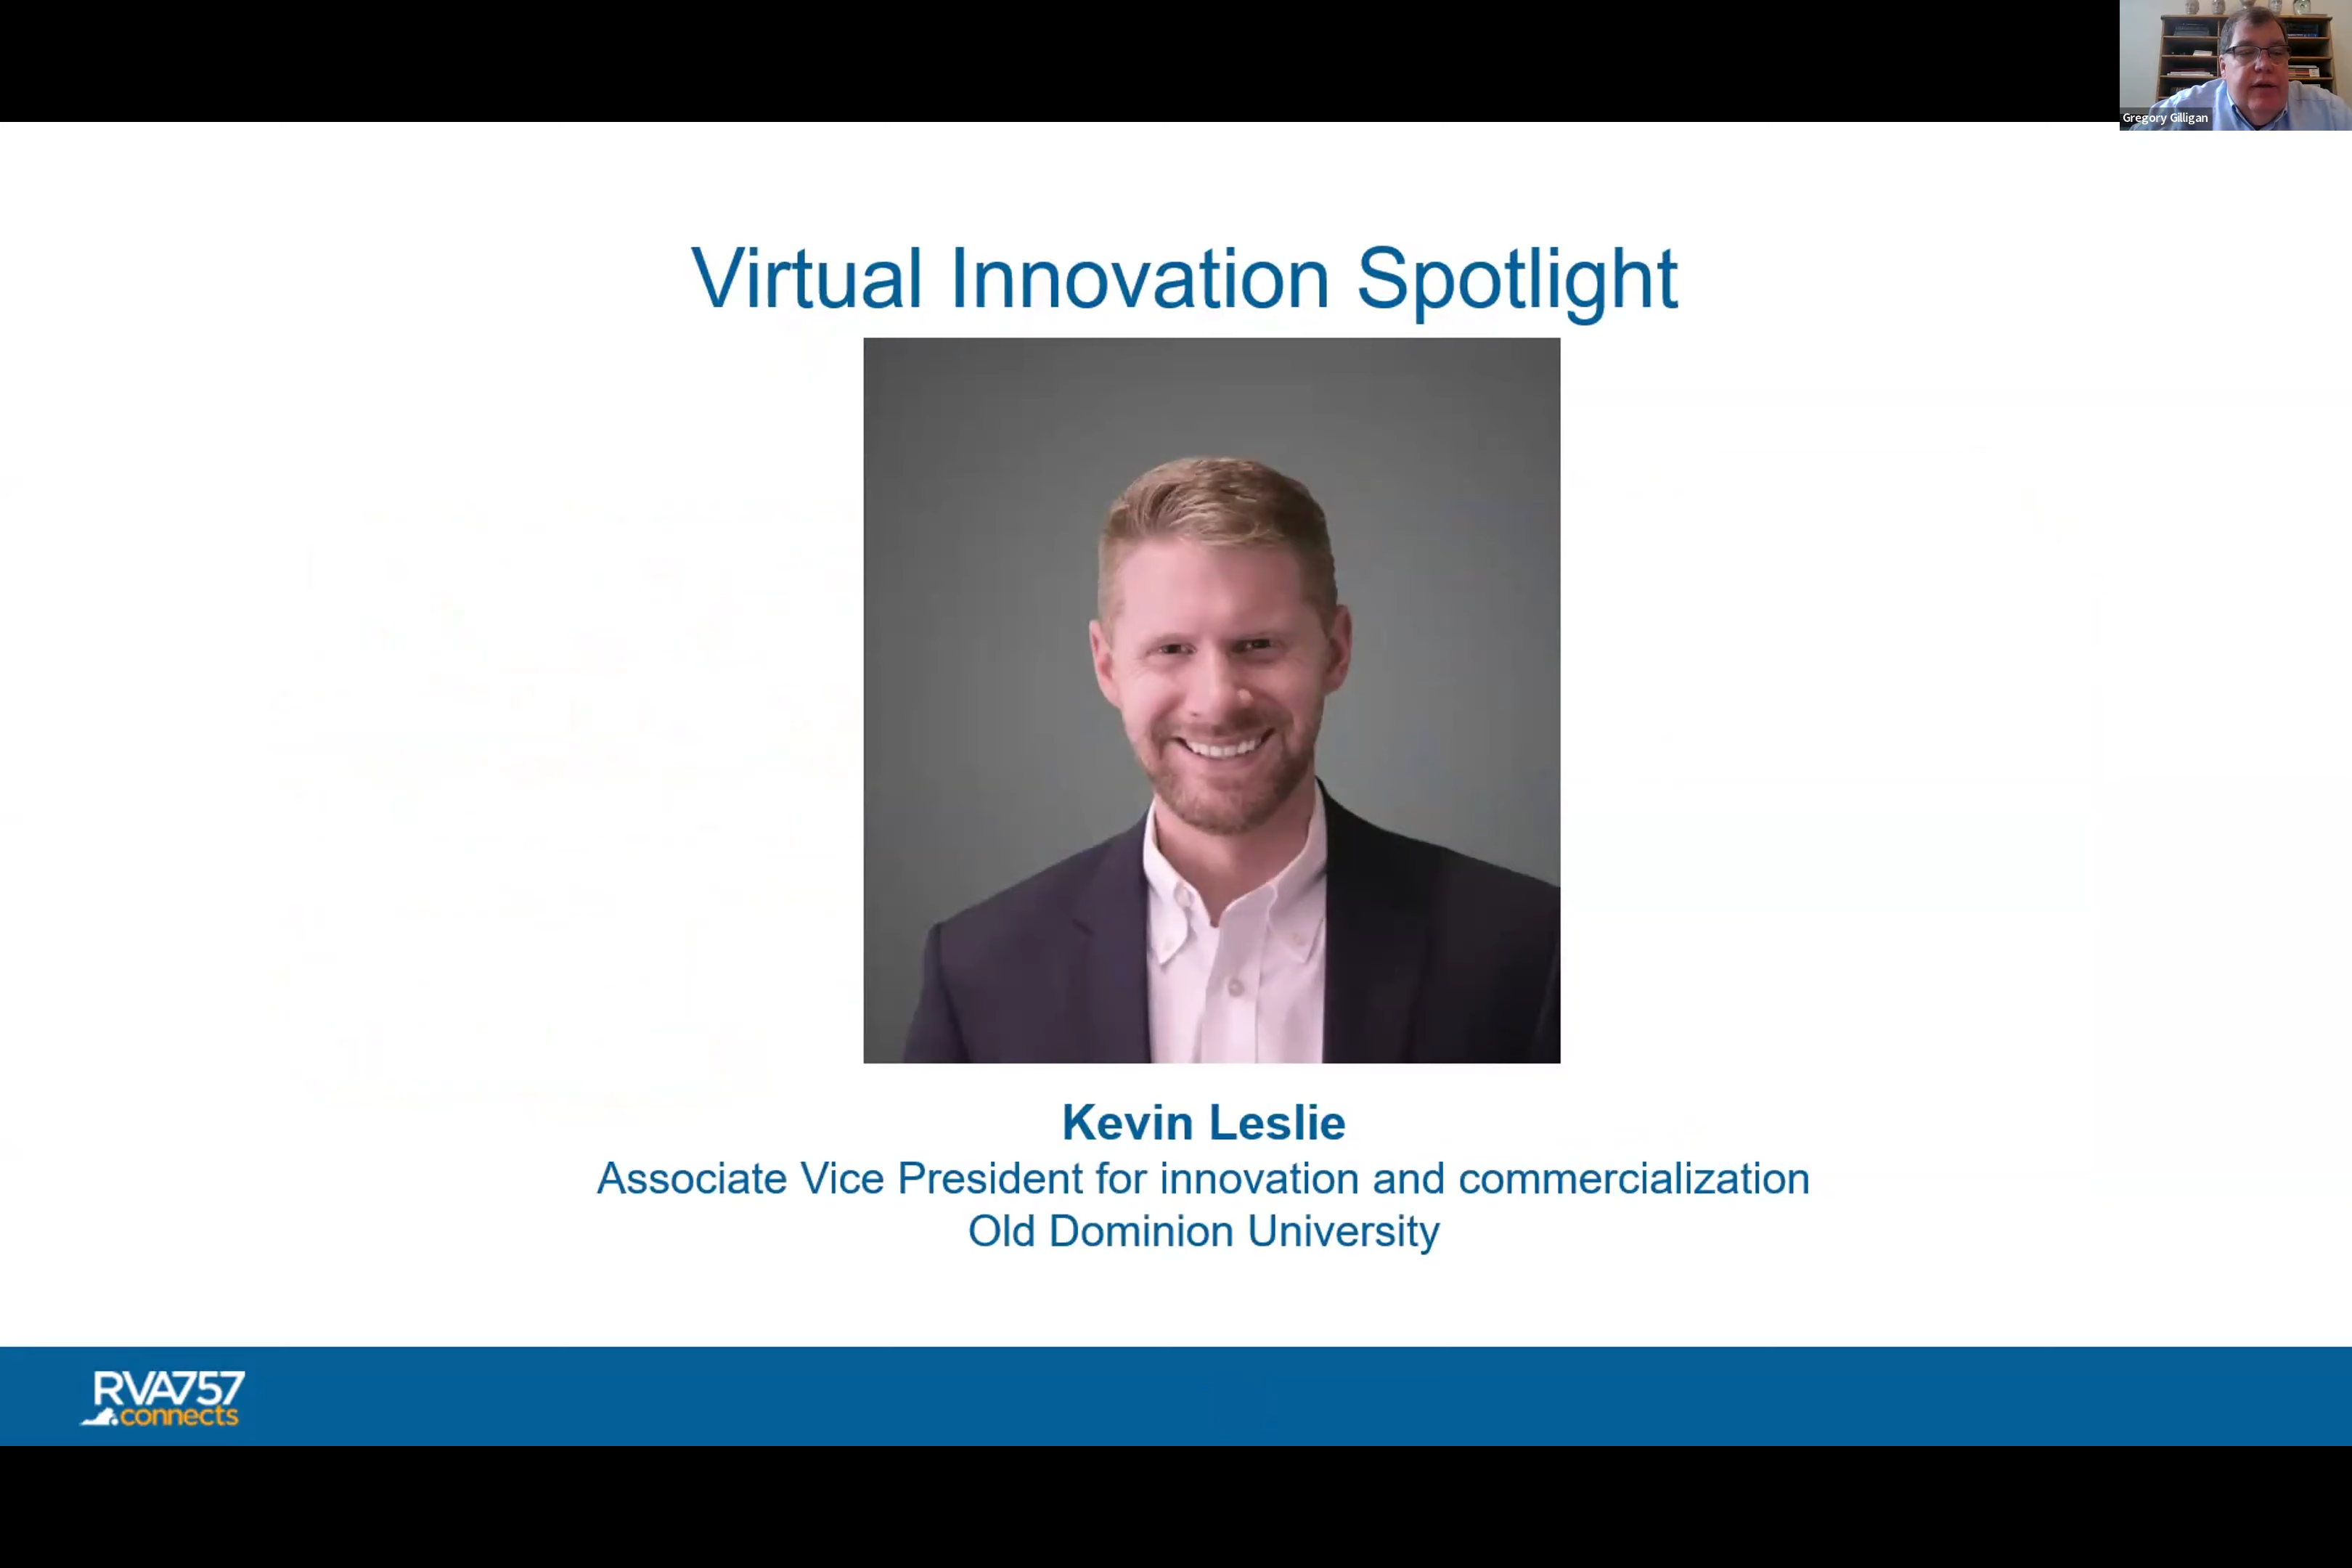 Gregory Gilligan
Virtual Innovation Spotlight
Kevin Leslie
Associate Vice President for innovation and commercialization
Old Dominion University
RVA757
connects